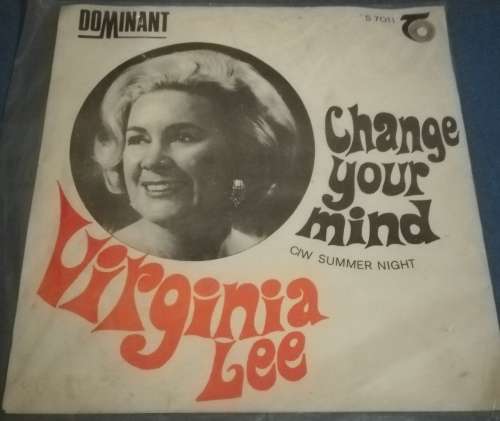 DOMINANT
S 7011
Change
your
mind
C/W SUMMER NIGHT
Virginia
Lee